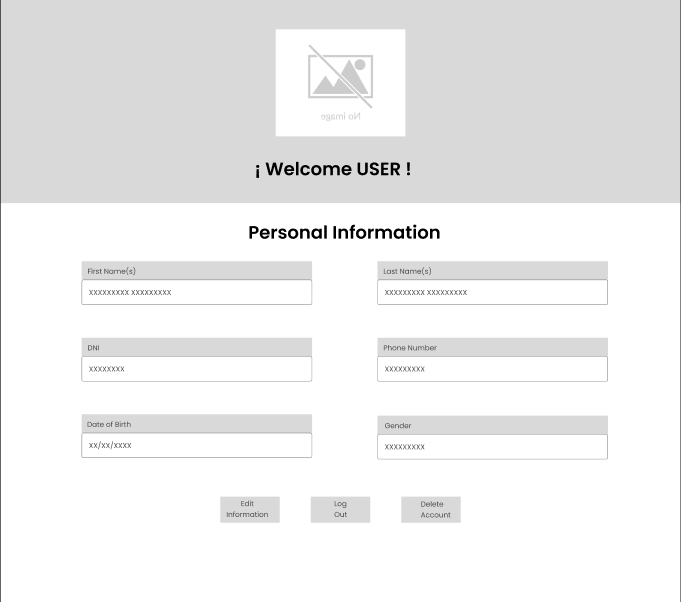 No image
¡ Welcome USER !
Personal Information
First Name(s)
Last Name(s)
xxxxxxxxx xxxxxxxxx
xxxxxxxxx xxxxxxxxx
DNI
Phone Number
xxxxxxxx
xxxxxxxxx
Date of Birth
Gender
xx/xx/xxxx
xxxxxxxxx
Edit
Information
Log
Out
Delete
Account